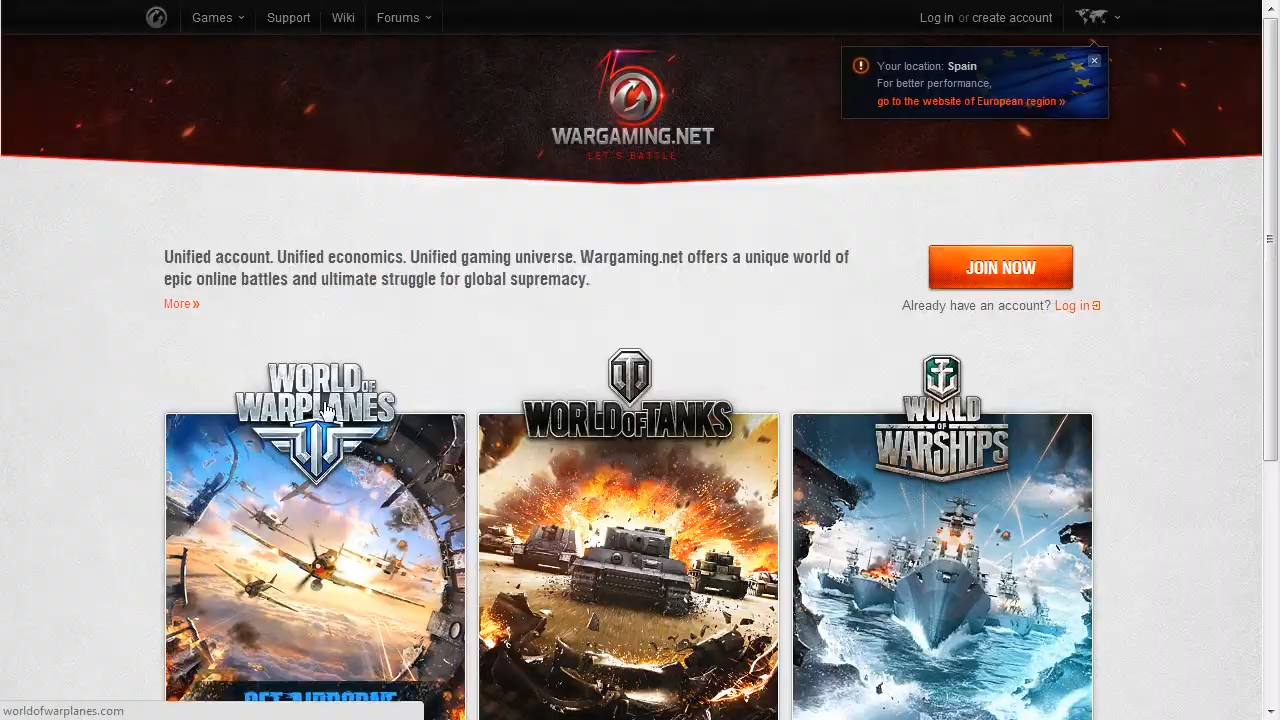 Games
Support
Wiki
Forums
Log in or create account
Your location: Spain
For better performance,
go to the website of European region »
15
WARGAMING.NET
LET'S BATTLE
Unified account. Unified economics. Unified gaming universe. Wargaming.net offers a unique world of
epic online battles and ultimate struggle for global supremacy.
More »
JOIN NOW
Already have an account? Log in
WORLD OF
WARPLANES
WORLD OF TANKS
WORLD
OF
WARSHIPS
GET AIRBORNE
worldofwarplanes.com